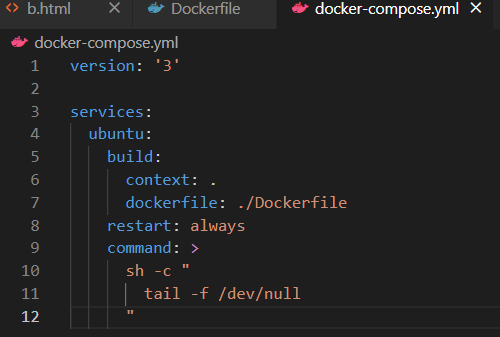 b.html Dockerfile docker-compose.yml
docker-compose.yml
1 version: '3'
2
3 services:
4 ubuntu:
5 build:
6 context: .
7 dockerfile: ./Dockerfile
8 restart: always
9 command: >
10 sh -c "
11 tail -f /dev/null
12 "